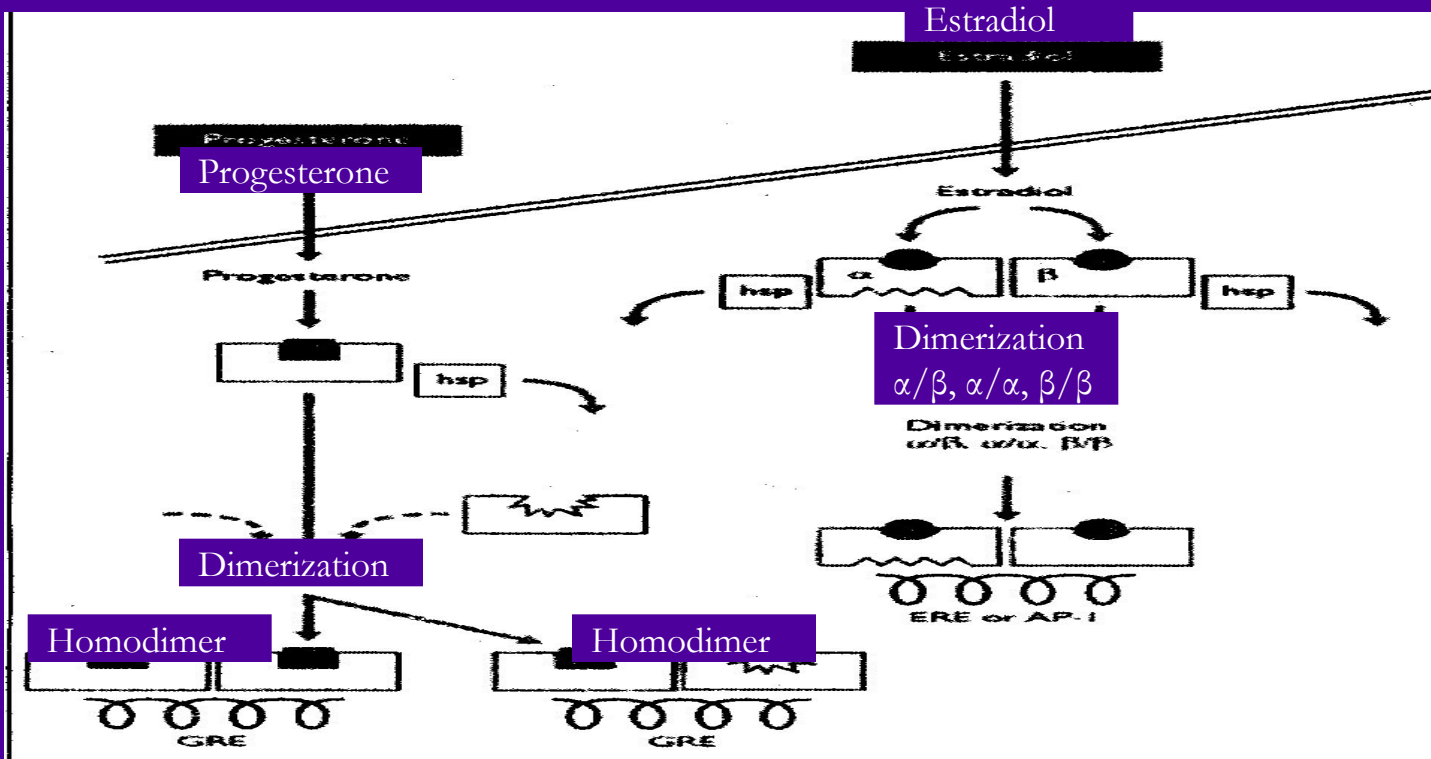 Estradiol
Estradiol
Progesterone
Progesterone
Estradiol
Progesterone
hsp
α
β
hsp
Dimerization
α/β, α/α, β/β
hsp
Dimerization
α/β, α/α, β/β
Dimerization
ERE or AP-1
Homodimer
Homodimer
GRE
GRE